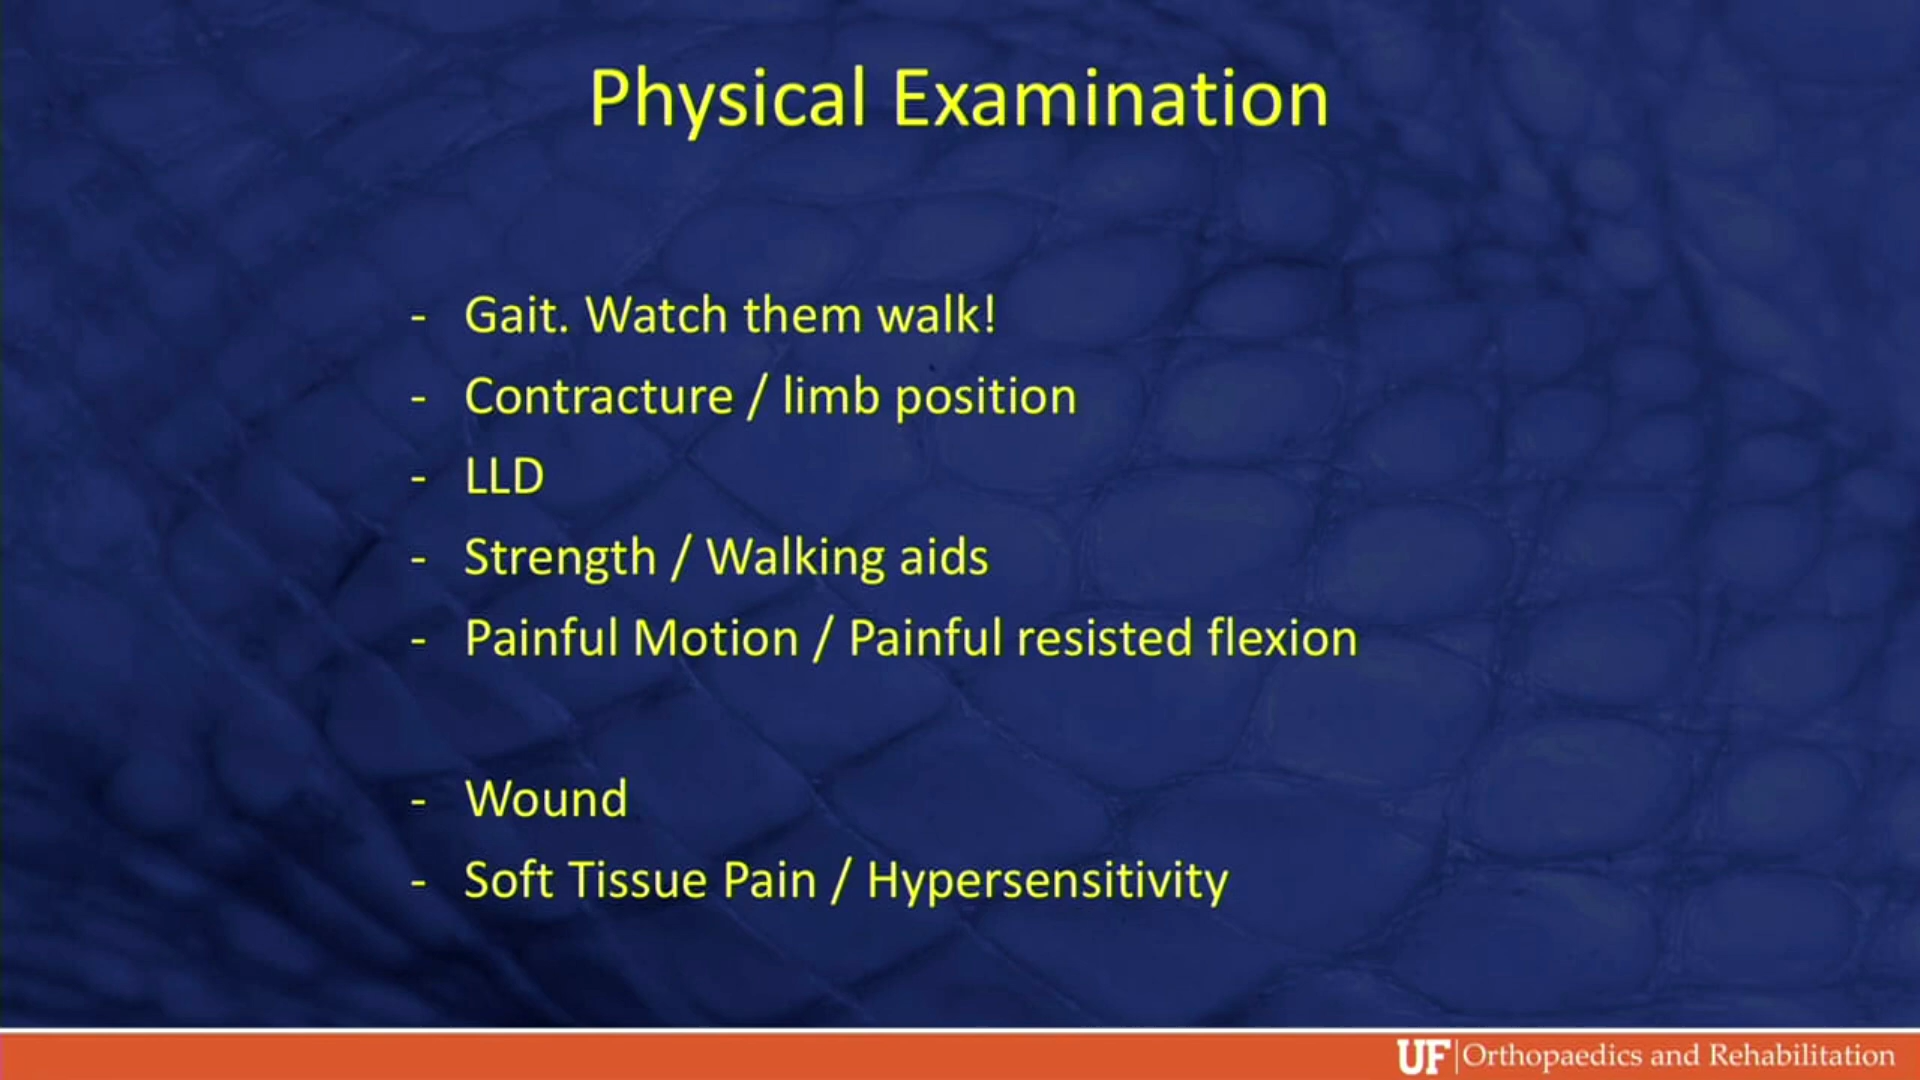 Physical Examination
- Gait. Watch them walk!
- Contracture / limb position
- LLD
- Strength / Walking aids
- Painful Motion / Painful resisted flexion
- Wound
- Soft Tissue Pain / Hypersensitivity
UF Orthopaedics and Rehabilitation